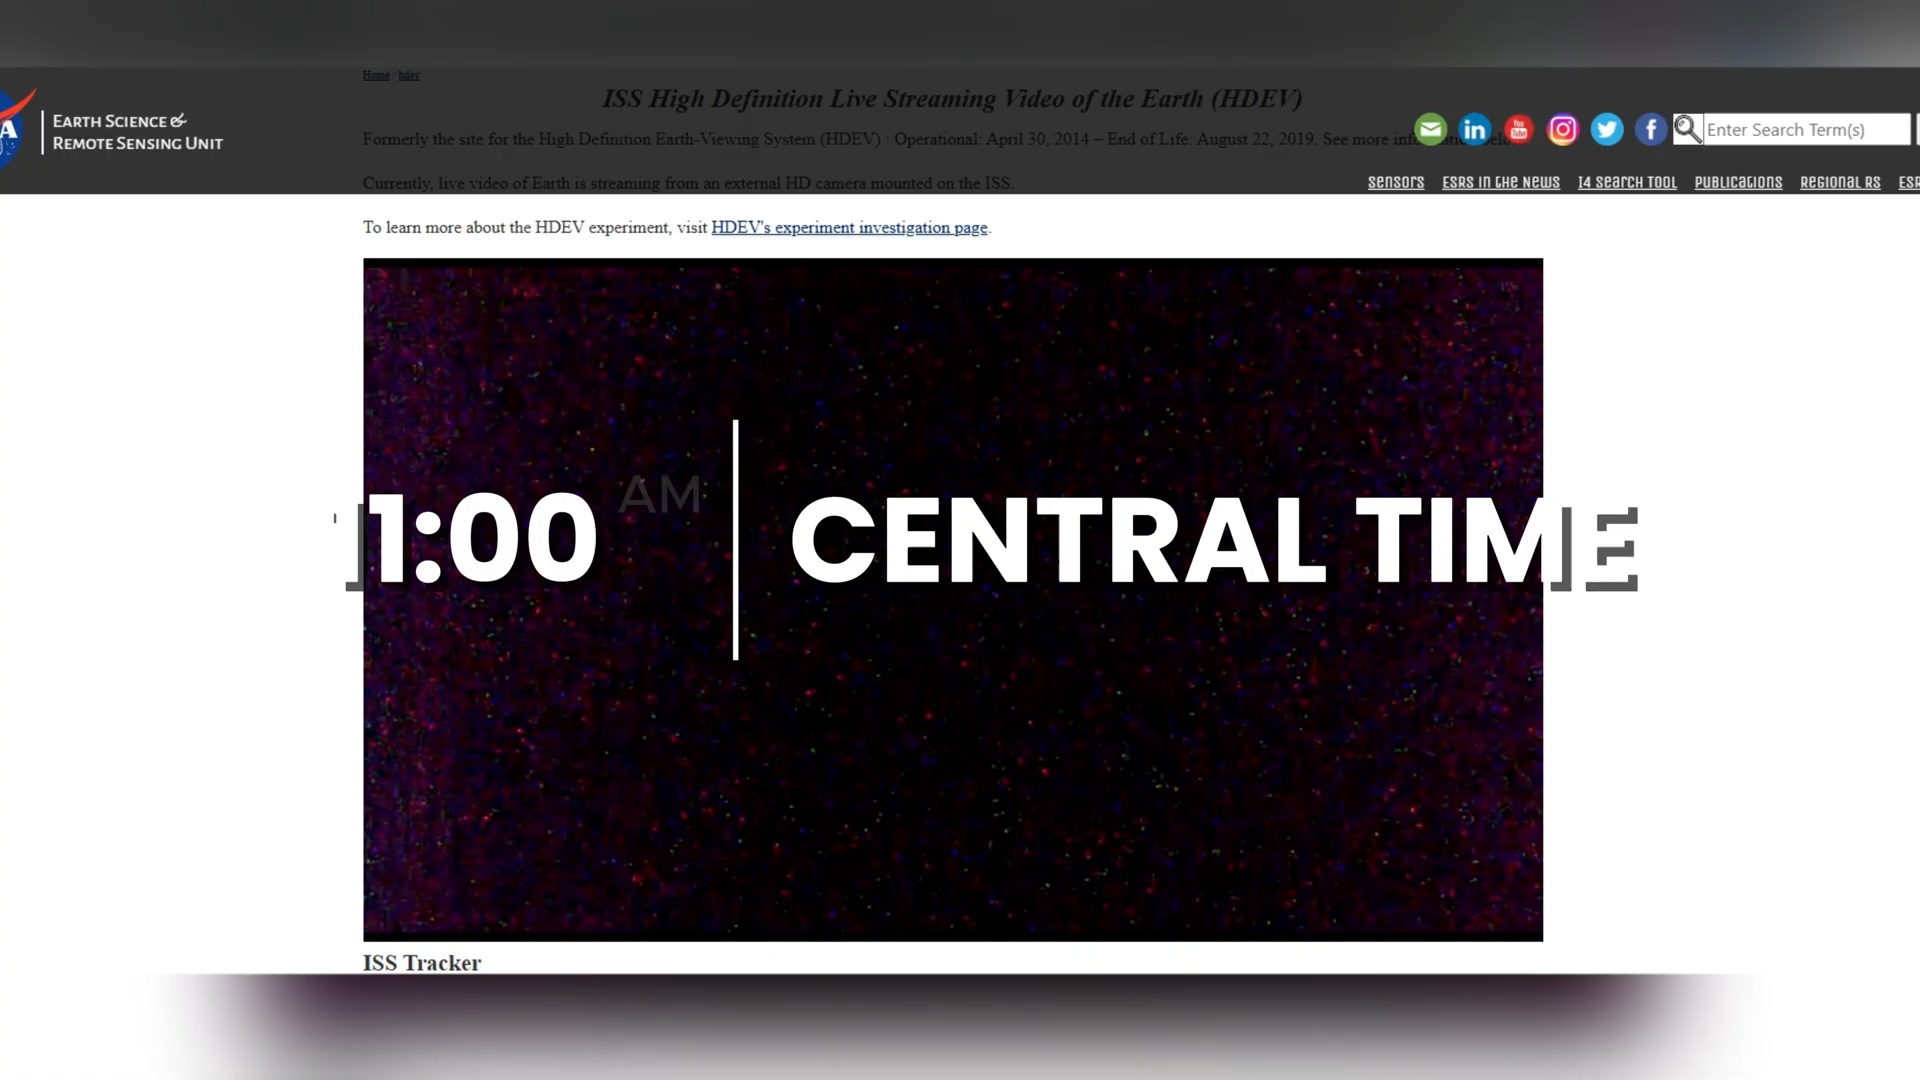 Home / hdev
ISS High Definition Live Streaming Video of the Earth (HDEV)
EARTH SCIENCE &
REMOTE SENSING UNIT
Formerly the site for the High Definition Earth-Viewing System (HDEV) : Operational: April 30, 2014 – End of Life: August 22, 2019. See more
Enter Search Term(s)
Currently, live video of Earth is streaming from an external HD camera mounted on the ISS.
Sensors ESRS in the News I4 Search Tool Publications Regional RS
To learn more about the HDEV experiment, visit HDEV's experiment investigation page.
11:00 AM
CENTRAL TIME
ISS Tracker